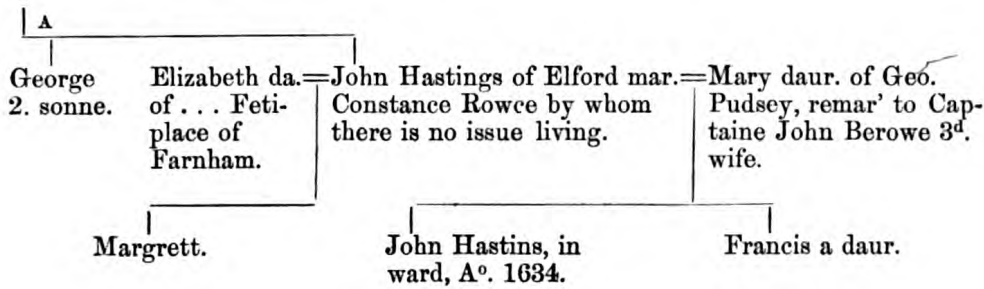 A
George
2. sonne.
Elizabeth da.
of . . . Feti-
place of
Farnham.
John Hastings of Elford mar.
Constance Rowce by whom
there is no issue living.
Mary daur. of Geo.
Pudsey, remar' to Cap-
taine John Berowe 3d.
wife.
Margrett.
John Hastins, in
ward, Ao. 1634.
Francis a daur.